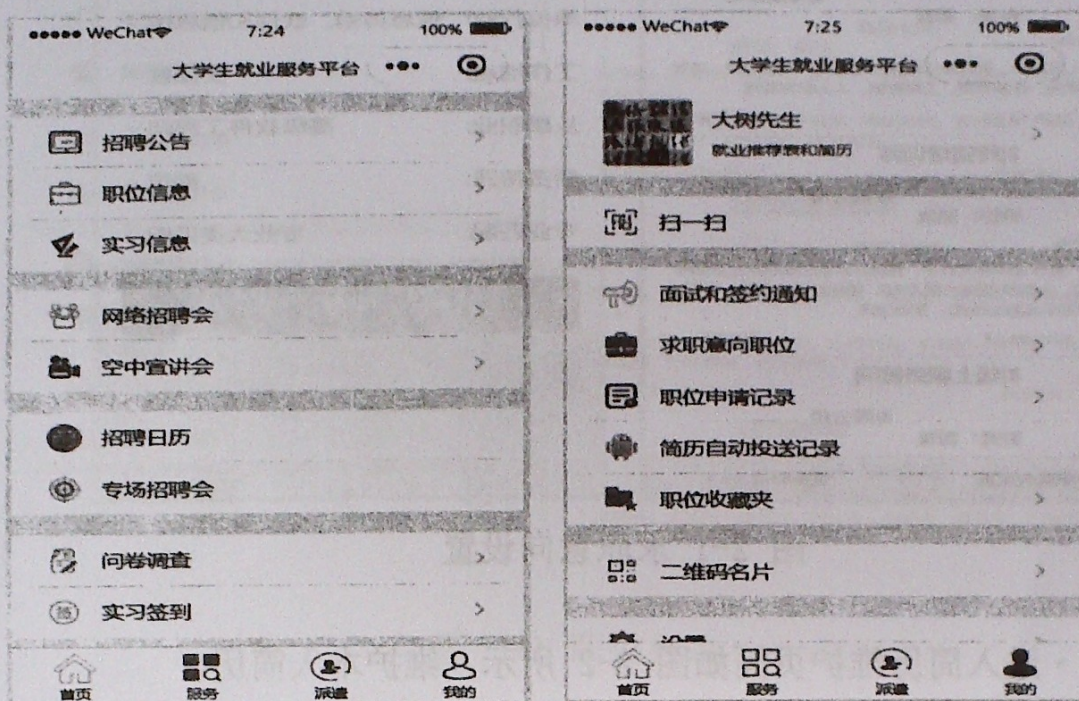 WeChat 7:24 100%
大学生就业服务平台
招聘公告
职位信息
实习信息
网络招聘会
空中宣讲会
招聘日历
专场招聘会
问卷调查
实习签到
首页 服务 派遣 我的
WeChat 7:25 100%
大学生就业服务平台
大树先生
就业推荐表和简历
扫一扫
面试和签约通知
求职意向职位
职位申请记录
简历自动投送记录
职位收藏夹
二维码名片
首页 服务 派遣 我的